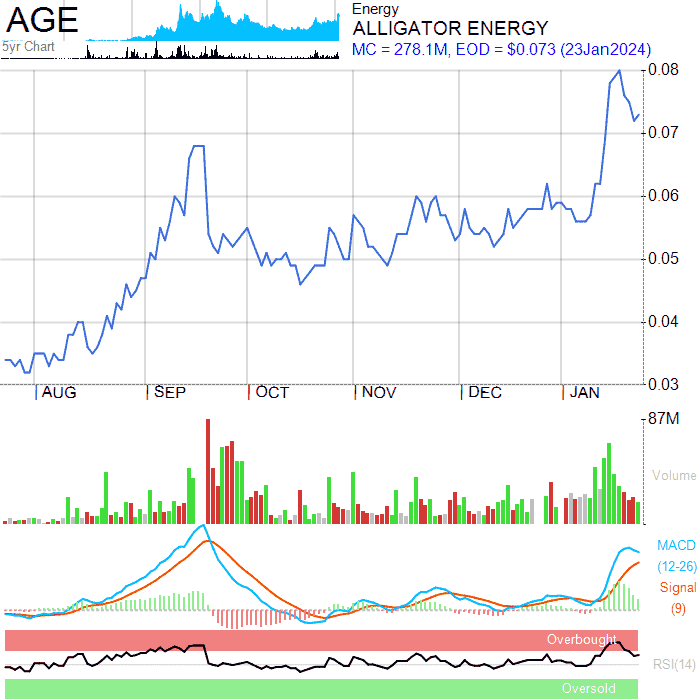 AGE
5yr Chart
Energy
ALLIGATOR ENERGY
MC = 278.1M, EOD = $0.073 (23Jan2024)
0.08
0.07
0.06
0.05
0.04
0.03
AUG SEP OCT NOV DEC JAN
87M
Volume
MACD
(12-26)
Signal
(9)
Overbought
RSI(14)
Oversold